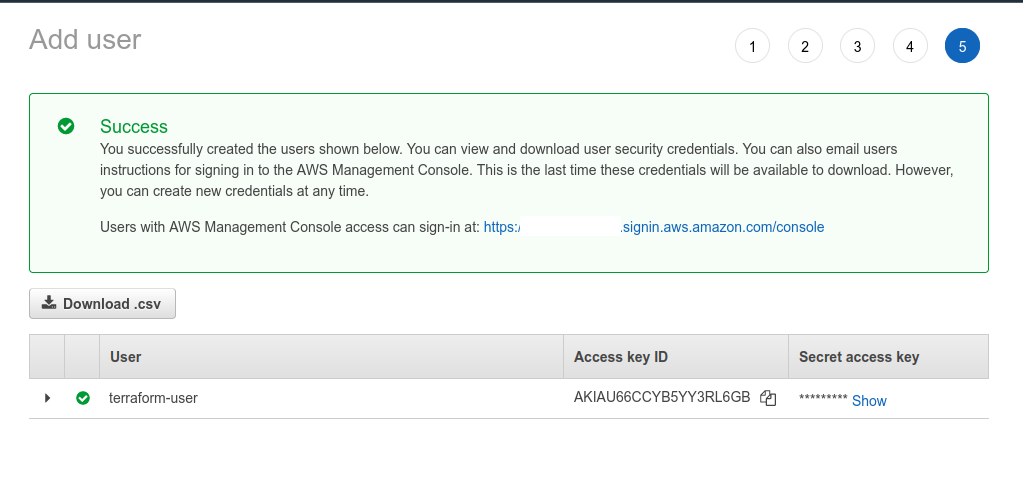 Add user
1 2 3 4 5
Success
You successfully created the users shown below. You can view and download user security credentials. You can also email users
instructions for signing in to the AWS Management Console. This is the last time these credentials will be available to download. However,
you can create new credentials at any time.
Users with AWS Management Console access can sign-in at: https:/ .signin.aws.amazon.com/console
Download .csv
User Access key ID Secret access key
terraform-user AKIAU66CCYB5YY3RL6GB ********* Show